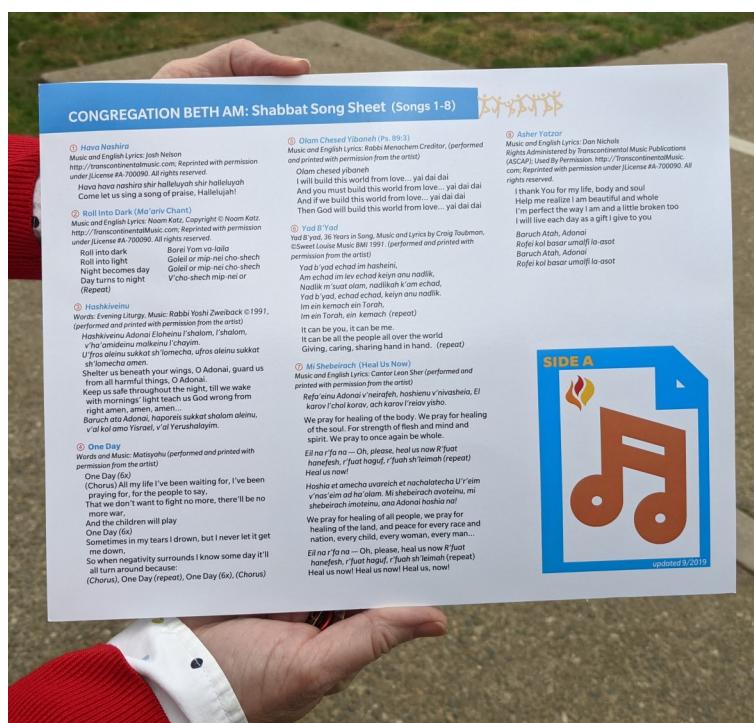 CONGREGATION BETH AM: Shabbat Song Sheet (Songs 1-8)
① Hava Nashira
Music and English Lyrics: Josh Nelson
http://transcontinentalmusic.com; Reprinted with permission
under JLicense #A-700090. All rights reserved.
Hava hava nashira shir halleluyah shir halleluyah
Come let us sing a song of praise, Hallelujah!
② Roll Into Dark (Ma'ariv Chant)
Music and English Lyrics: Noam Katz, Copyright © Noam Katz.
http://TranscontinentalMusic.com; Reprinted with permission
under JLicense #A-700090. All rights reserved.
Roll into dark
Roll into light
Night becomes day
Day turns to night
(Repeat)
Borei Yom va-laila
Goleil or mip-nei cho-shech
Goleil or mip-nei cho-shech
V'cho-shech mip-nei or
③ Hashkiveinu
Words: Evening Liturgy. Music: Rabbi Yoshi Zweiback ©1991,
(performed and printed with permission from the artist)
Hashkiveinu Adonai Eloheinu l'shalom, l'shalom,
v'ha'amideinu malkeinu l'chayim.
U'fros aleinu sukkat sh'lomecha, ufros aleinu sukkat
sh'lomecha amen.
Shelter us beneath your wings, O Adonai, guard us
from all harmful things, O Adonai.
Keep us safe throughout the night, till we wake
with mornings' light teach us God wrong from
right amen, amen, amen...
Baruch ata Adonai, haporeis sukkat shalom aleinu,
v'al kol amo Yisrael, v'al Yerushalayim.
④ One Day
Words and Music: Matisyahu (performed and printed with
permission from the artist)
One Day (6x)
(Chorus) All my life I've been waiting for, I've been
praying for, for the people to say,
That we don't want to fight no more, there'll be no
more war,
And the children will play
One Day (6x)
Sometimes in my tears I drown, but I never let it get
me down,
So when negativity surrounds I know some day it'll
all turn around because:
(Chorus), One Day (repeat), One Day (6x), (Chorus)
⑤ Olam Chesed Yibaneh (Ps. 89:3)
Music and English Lyrics: Rabbi Menachem Creditor, (performed
and printed with permission from the artist)
Olam chesed yibaneh
I will build this world from love... yai dai dai
And you must build this world from love... yai dai dai
And if we build this world from love... yai dai dai
Then God will build this world from love... yai dai dai
⑥ Yad B'Yad
Yad B'yad, 36 Years in Song, Music and Lyrics by Craig Taubman,
©Sweet Louise Music BMI 1991. (performed and printed with
permission from the artist)
Yad b'yad echad im hasheini,
Am echad im lev echad keiyn anu nadlik,
Nadlik m'suat olam, nadlikah k'am echad,
Yad b'yad, echad echad, keiyn anu nadlik.
Im ein kemach ein Torah,
Im ein Torah, ein kemach (repeat)
It can be you, it can be me.
It can be all the people all over the world
Giving, caring, sharing hand in hand. (repeat)
⑦ Mi Shebeirach (Heal Us Now)
Music and English Lyrics: Cantor Leon Sher (performed and
printed with permission from the artist)
Refa'einu Adonai v'neirafeh, hoshienu v'nivasheia, El
karov l'chol korav, ach karov l'reiav yisho.
We pray for healing of the body. We pray for healing
of the soul. For strength of flesh and mind and
spirit. We pray to once again be whole.
Eil na r'fa na — Oh, please, heal us now R'fuat
hanefesh, r'fuat haguf, r'fuah sh'leimah (repeat)
Heal us now!
Hoshia et amecha uvareich et nachalatecha U'r'eim
v'nas'eim ad ha'olam. Mi shebeirach avoteinu, mi
shebeirach imoteinu, ana Adonai hoshia na!
We pray for healing of all people, we pray for
healing of the land, and peace for every race and
nation, every child, every woman, every man...
Eil na r'fa na — Oh, please, heal us now R'fuat
hanefesh, r'fuat haguf, r'fuah sh'leimah (repeat)
Heal us now! Heal us now! Heal us, now!
⑧ Asher Yatzar
Music and English Lyrics: Dan Nichols
Rights Administered by Transcontinental Music Publications
(ASCAP); Used By Permission. http://TranscontinentalMusic.
com; Reprinted with permission under JLicense #A-700090. All
rights reserved.
I thank You for my life, body and soul
Help me realize I am beautiful and whole
I'm perfect the way I am and a little broken too
I will live each day as a gift I give to you
Baruch Atah, Adonai
Rofei kol basar umalfi la-asot
Baruch Atah, Adonai
Rofei kol basar umalfi la-asot
SIDE A
updated 9/2019